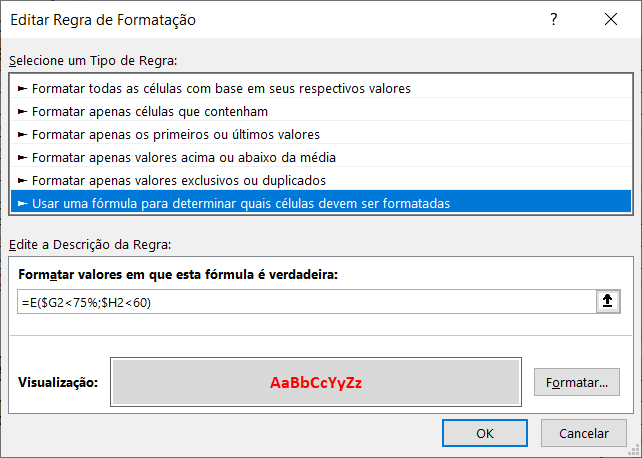 Editar Regra de Formatação
?
Selecione um Tipo de Regra:
► Formatar todas as células com base em seus respectivos valores
► Formatar apenas células que contenham
► Formatar apenas os primeiros ou últimos valores
► Formatar apenas valores acima ou abaixo da média
► Formatar apenas valores exclusivos ou duplicados
► Usar uma fórmula para determinar quais células devem ser formatadas
Edite a Descrição da Regra:
Formatar valores em que esta fórmula é verdadeira:
=E($G2<75%;$H2<60)
Visualização:
AaBbCcYyZz
Formatar...
OK
Cancelar